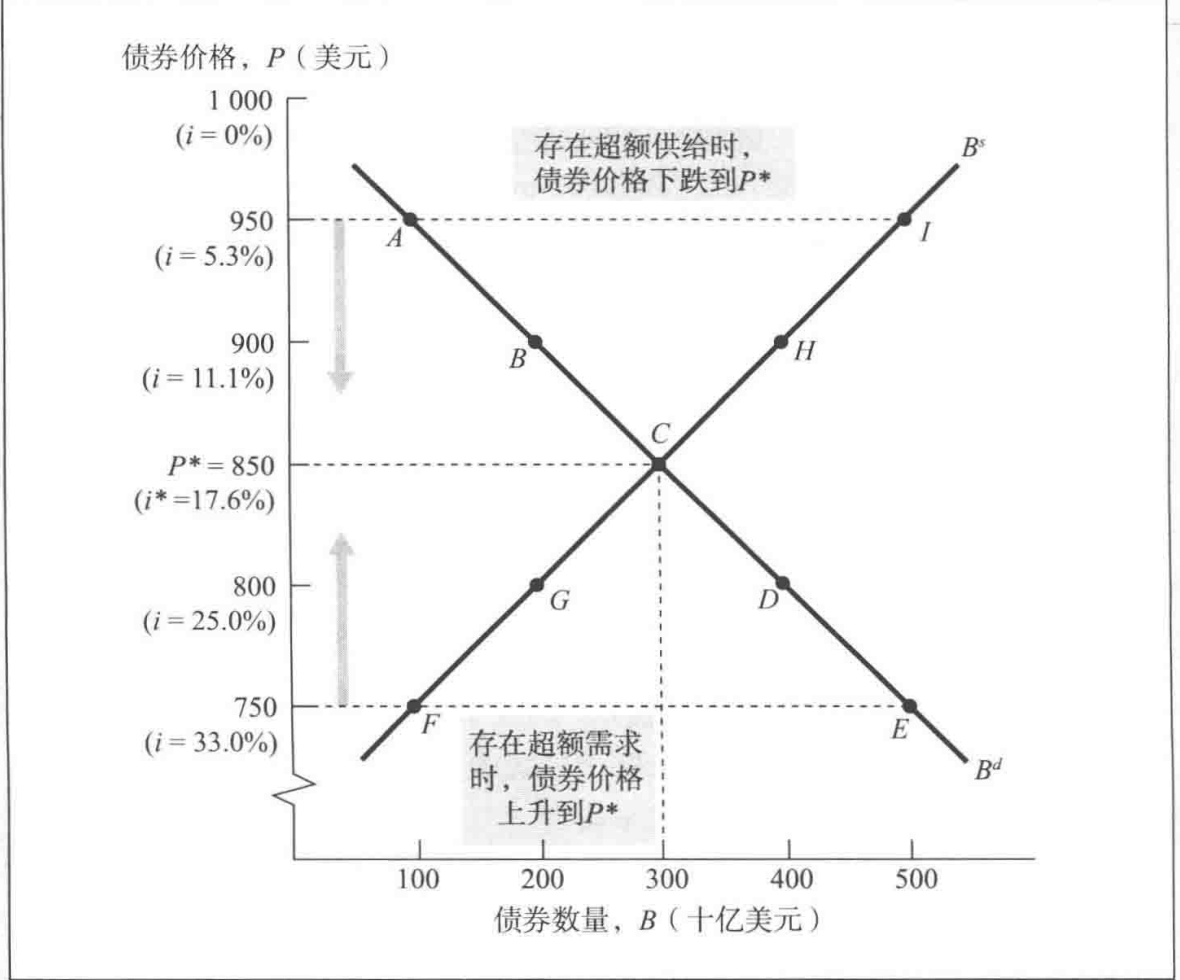 债券价格，P（美元）
1 000
(i = 0%)
存在超额供给时，
债券价格下跌到P*
Bˢ
950
A
I
(i = 5.3%)
900
B
H
(i = 11.1%)
C
P* = 850
(i* =17.6%)
800
G
D
(i = 25.0%)
750
F
E
(i = 33.0%)
存在超额需求
时，债券价格
上升到P*
Bᵈ
100 200 300 400 500
债券数量，B（十亿美元）